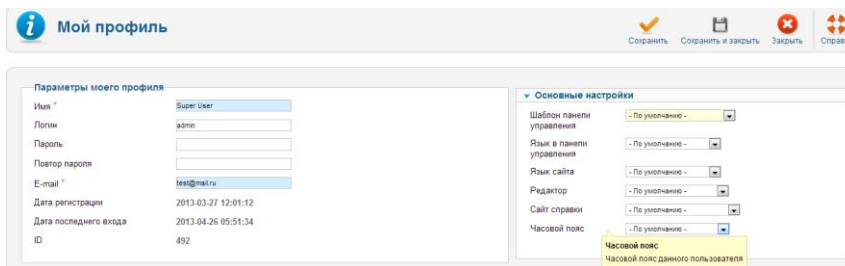 Мой профиль
Сохранить
Сохранить и закрыть
Закрыть
Справ
Параметры моего профиля
Имя * Super User
Логин admin
Пароль
Повтор пароля
E-mail * test@mail.ru
Дата регистрации 2013-03-27 12:01:12
Дата последнего входа 2013-04-26 05:51:34
ID 492
Основные настройки
Шаблон панели
управления
- По умолчанию -
Язык в панели
управления
- По умолчанию -
Язык сайта - По умолчанию -
Редактор - По умолчанию -
Сайт справки - По умолчанию -
Часовой пояс - По умолчанию -
Часовой пояс
Часовой пояс данного пользователя